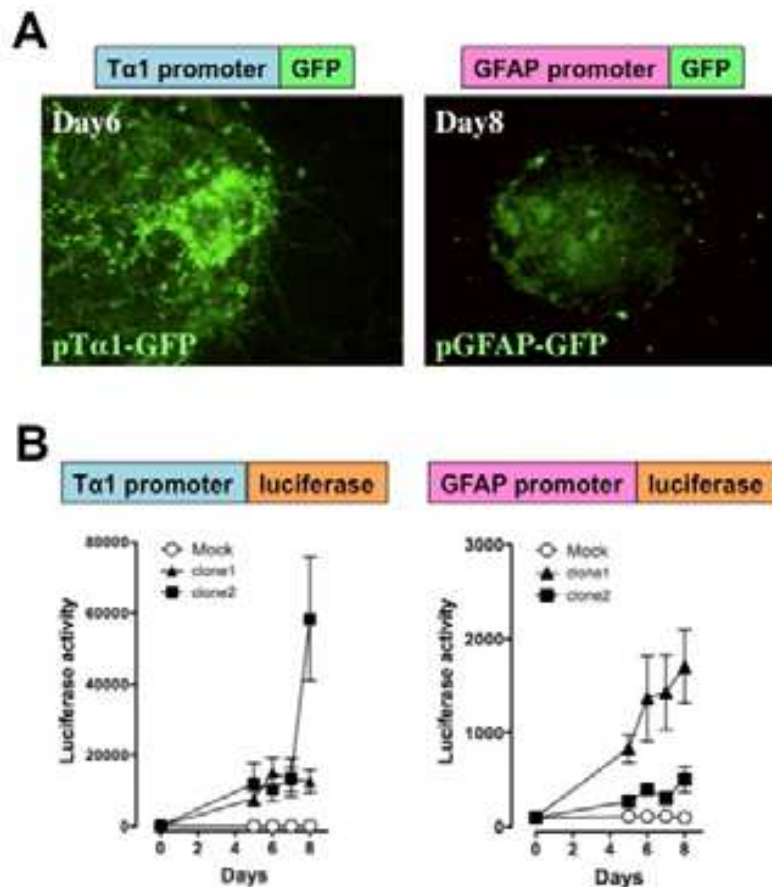 A
Tα1 promoter GFP
GFAP promoter GFP
Day6
pTα1-GFP
Day8
pGFAP-GFP
B
Tα1 promoter luciferase
GFAP promoter luciferase
Luciferase activity
80000
60000
40000
20000
0
Mock
clone1
clone2
0 2 4 6 8
Days
Luciferase activity
3000
2000
1000
0
Mock
clone1
clone2
0 2 4 6 8
Days